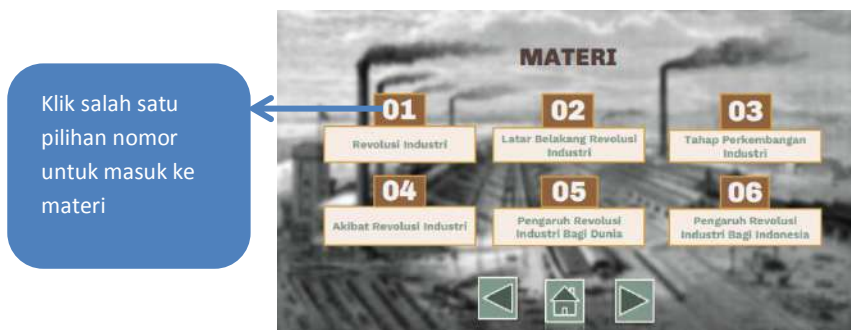 Klik salah satu
pilihan nomor
untuk masuk ke
materi
MATERI
01
Revolusi Industri
02
Latar Belakang Revolusi
Industri
03
Tahap Perkembangan
Industri
04
Akibat Revolusi Industri
05
Pengaruh Revolusi
Industri Bagi Dunia
06
Pengaruh Revolusi
Industri Bagi Indonesia